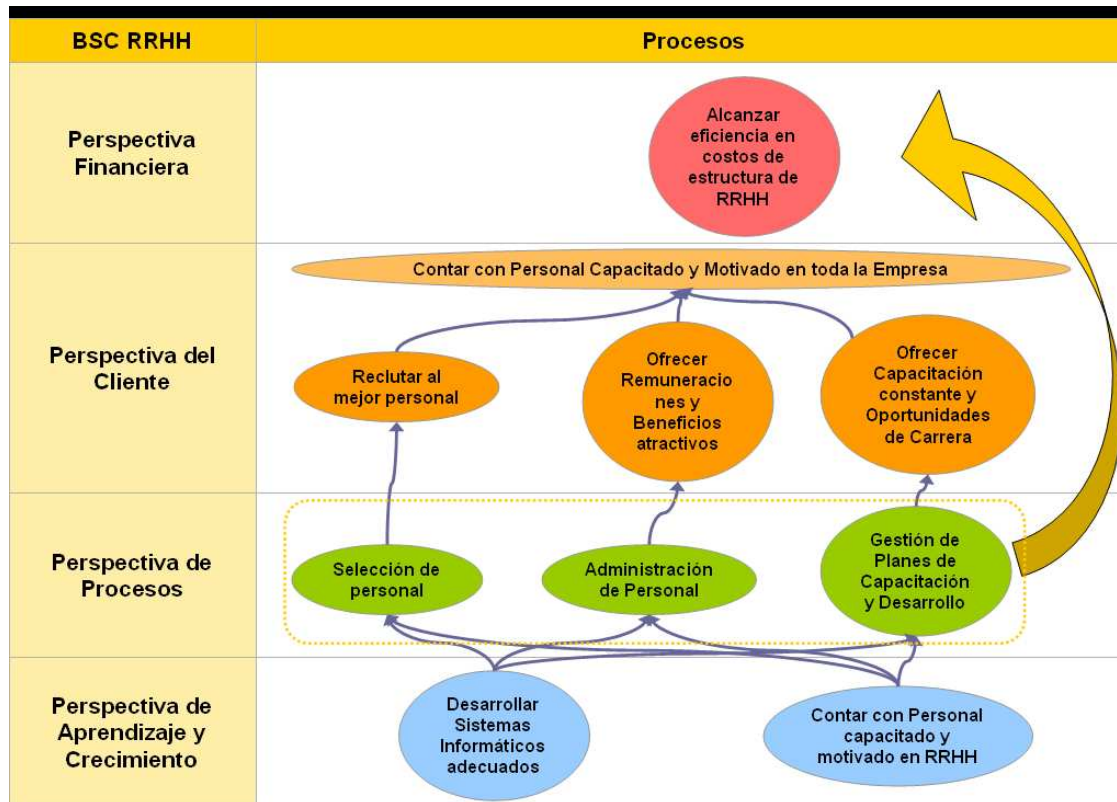 BSC RRHH
Procesos
Perspectiva
Financiera
Alcanzar
eficiencia en
costos de
estructura de
RRHH
Perspectiva del
Cliente
Contar con Personal Capacitado y Motivado en toda la Empresa
Reclutar al
mejor personal
Ofrecer
Remuneracio
nes y
Beneficios
atractivos
Ofrecer
Capacitación
constante y
Oportunidades
de Carrera
Perspectiva de
Procesos
Selección de
personal
Administración
de Personal
Gestión de
Planes de
Capacitación
y Desarrollo
Perspectiva de
Aprendizaje y
Crecimiento
Desarrollar
Sistemas
Informáticos
adecuados
Contar con Personal
capacitado y
motivado en RRHH